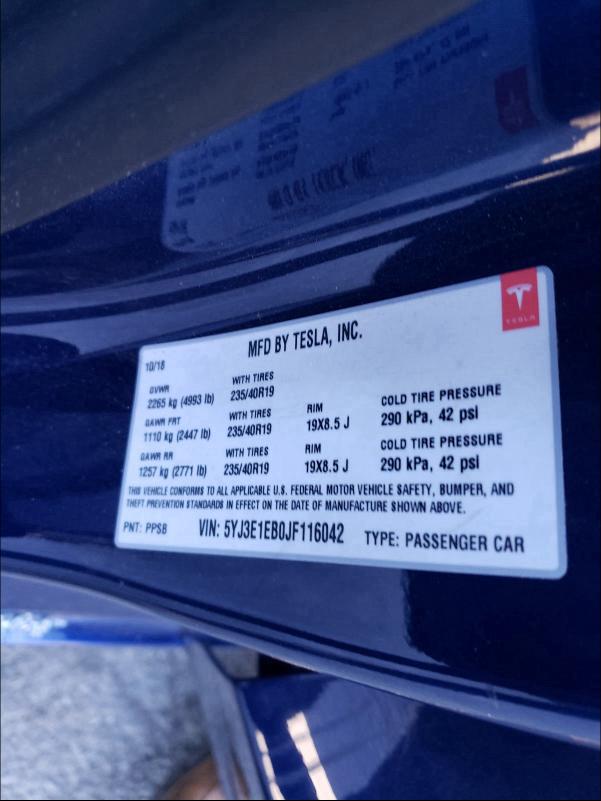 TESLA
MFD BY TESLA, INC.
10/18
GVWR WITH TIRES
2265 kg (4993 lb) 235/40R19
GAWR FRT WITH TIRES RIM COLD TIRE PRESSURE
1110 kg (2447 lb) 235/40R19 19X8.5 J 290 kPa, 42 psi
GAWR RR WITH TIRES RIM COLD TIRE PRESSURE
1257 kg (2771 lb) 235/40R19 19X8.5 J 290 kPa, 42 psi
THIS VEHICLE CONFORMS TO ALL APPLICABLE U.S. FEDERAL MOTOR VEHICLE SAFETY, BUMPER, AND
THEFT PREVENTION STANDARDS IN EFFECT ON THE DATE OF MANUFACTURE SHOWN ABOVE.
PNT: PPSB VIN: 5YJ3E1EB0JF116042 TYPE: PASSENGER CAR